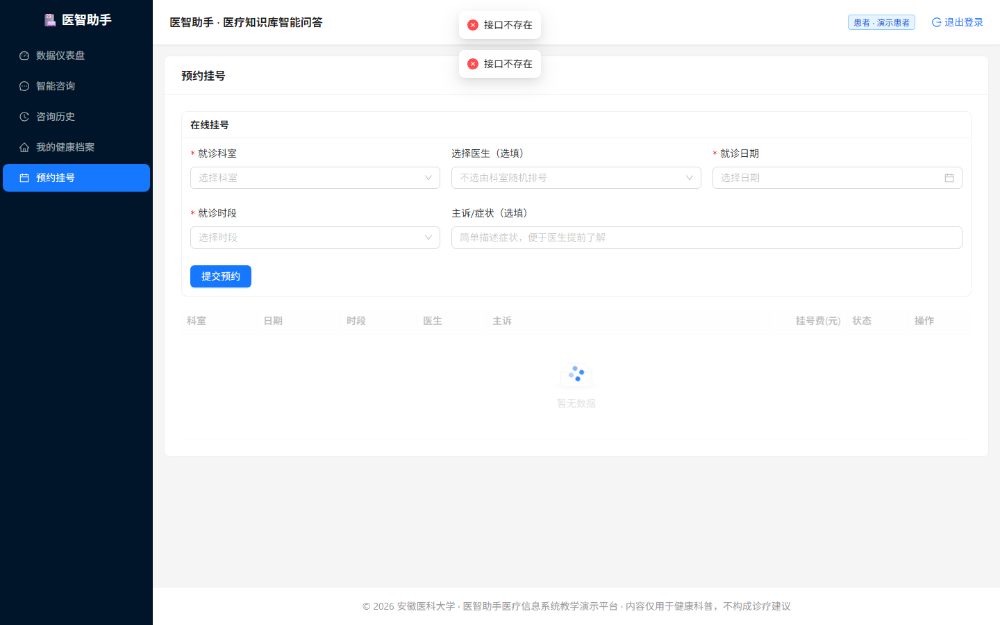 医智助手
数据仪表盘
智能咨询
咨询历史
我的健康档案
预约挂号
医智助手 · 医疗知识库智能问答
接口不存在
接口不存在
患者 · 演示患者
退出登录
预约挂号
在线挂号
* 就诊科室
选择科室
选择医生（选填）
不选由科室随机排号
* 就诊日期
选择日期
* 就诊时段
选择时段
主诉/症状（选填）
简单描述症状，便于医生提前了解
提交预约
科室 日期 时段 医生 主诉 挂号费(元) 状态 操作
暂无数据
© 2026 安徽医科大学 · 医智助手医疗信息系统教学演示平台 · 内容仅用于健康科普，不构成诊疗建议